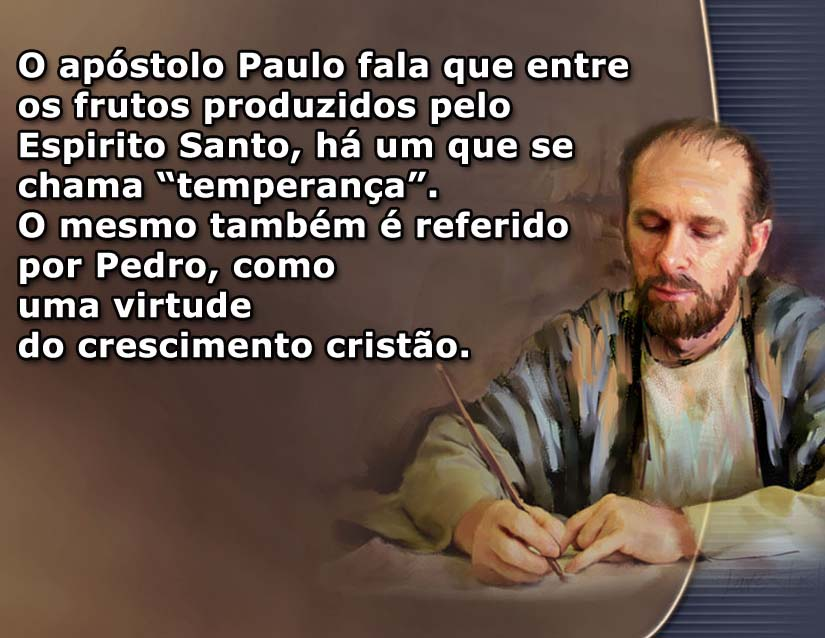 O apóstolo Paulo fala que entre
os frutos produzidos pelo
Espirito Santo, há um que se
chama “temperança”.
O mesmo também é referido
por Pedro, como
uma virtude
do crescimento cristão.